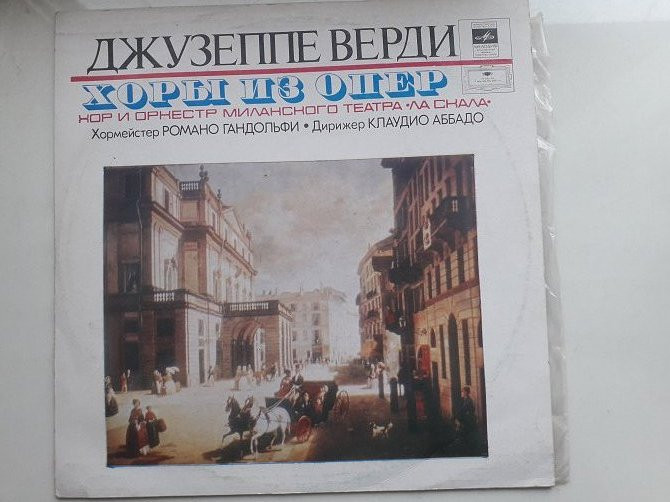 ДЖУЗЕППЕ ВЕРДИ
ХОРЫ ИЗ ОПЕР
ХОР И ОРКЕСТР МИЛАНСКОГО ТЕАТРА «ЛА СКАЛА»
Хормейстер РОМАНО ГАНДОЛЬФИ • Дирижер КЛАУДИО АББАДО